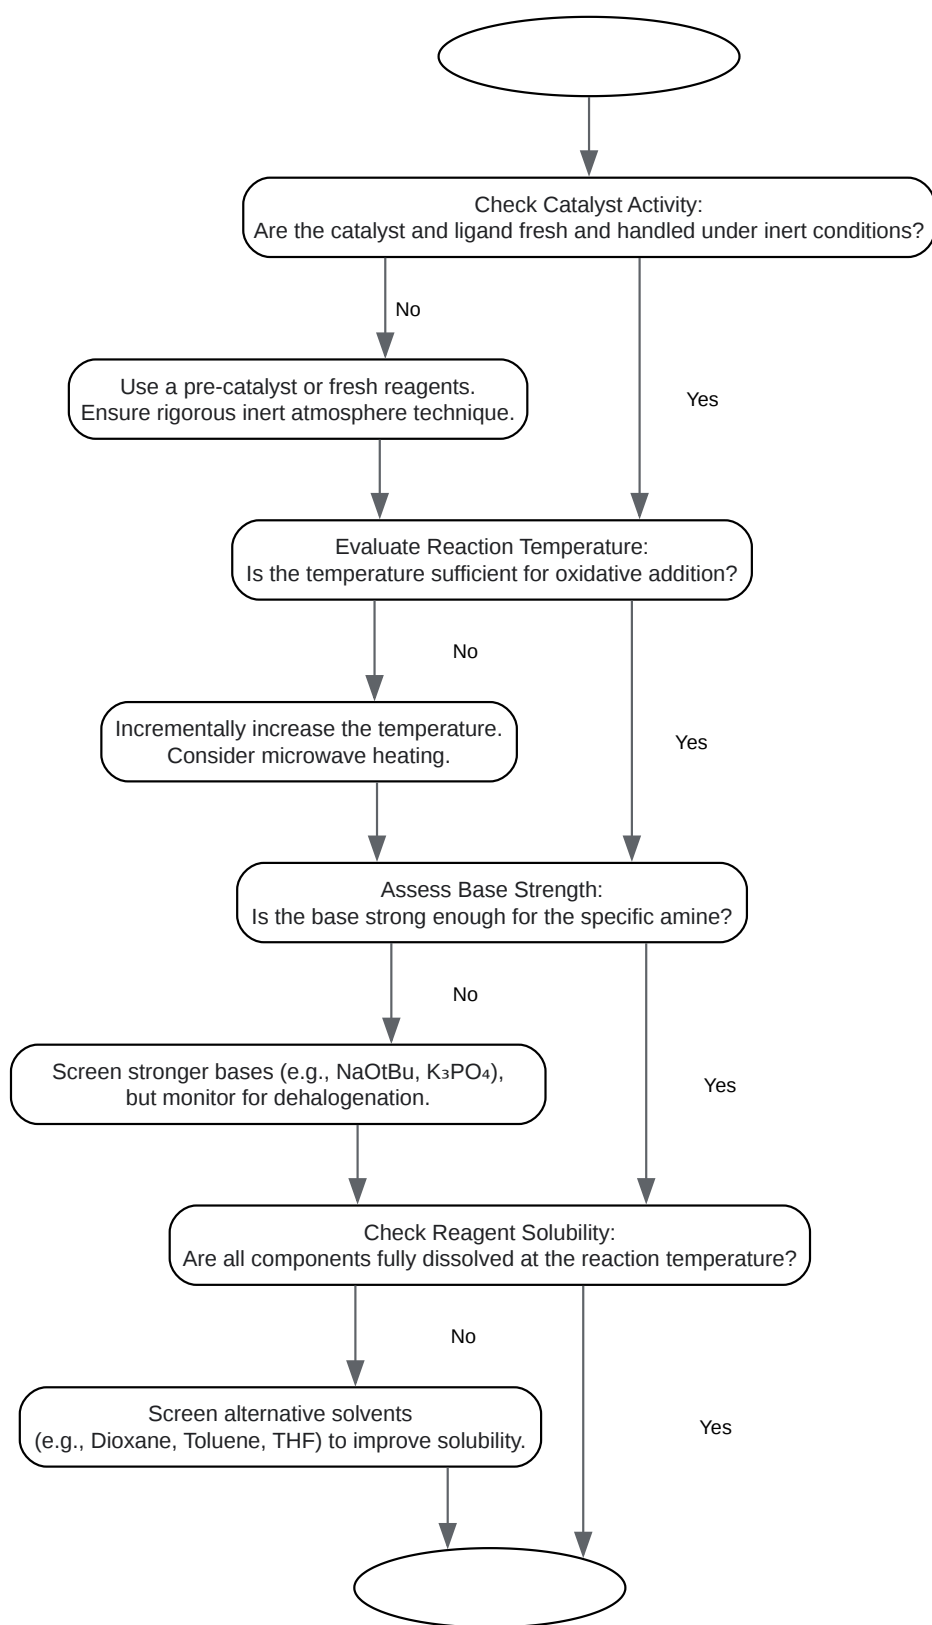 Check Catalyst Activity:
Are the catalyst and ligand fresh and handled under inert conditions?
No
Use a pre-catalyst or fresh reagents.
Ensure rigorous inert atmosphere technique.
Yes
Evaluate Reaction Temperature:
Is the temperature sufficient for oxidative addition?
No
Incrementally increase the temperature.
Consider microwave heating.
Yes
Assess Base Strength:
Is the base strong enough for the specific amine?
No
Screen stronger bases (e.g., NaOtBu, K₃PO₄),
but monitor for dehalogenation.
Yes
Check Reagent Solubility:
Are all components fully dissolved at the reaction temperature?
No
Screen alternative solvents
(e.g., Dioxane, Toluene, THF) to improve solubility.
Yes